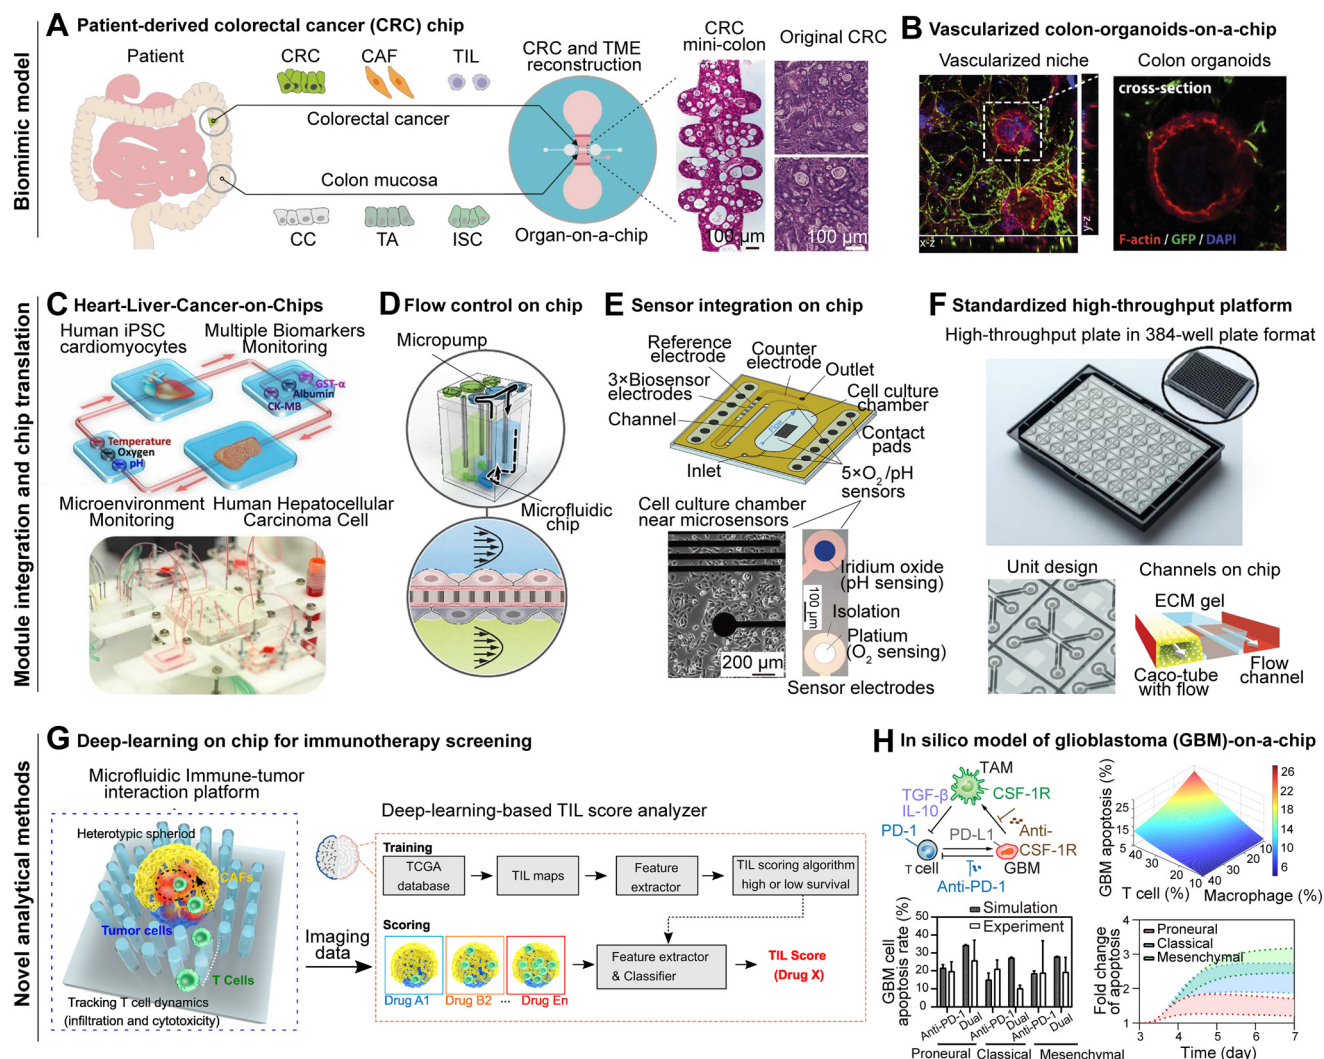 Biomimic model
A Patient-derived colorectal cancer (CRC) chip
Patient
CRC
CAF
TIL
Colorectal cancer
Colon mucosa
CC
TA
ISC
CRC and TME
reconstruction
Organ-on-a-chip
CRC
mini-colon
Original CRC
100 µm
100 µm
B Vascularized colon-organoids-on-a-chip
Vascularized niche
Colon organoids
cross-section
x-z
y-z
F-actin / GFP / DAPI
Module integration and chip translation
C Heart-Liver-Cancer-on-Chips
Human iPSC
cardiomyocytes
Multiple Biomarkers
Monitoring
GST-α
Albumin
CK-MB
Temperature
Oxygen
pH
Microenvironment
Monitoring
Human Hepatocellular
Carcinoma Cell
D Flow control on chip
Micropump
Microfluidic
chip
E Sensor integration on chip
Reference
electrode
Counter
electrode
Outlet
3×Biosensor
electrodes
Cell culture
chamber
Channel
Flow
Contact
pads
Inlet
5×O2/pH
sensors
Cell culture chamber
near microsensors
200 µm
Iridium oxide
(pH sensing)
100 µm
Isolation
Platium
(O2 sensing)
Sensor electrodes
F Standardized high-throughput platform
High-throughput plate in 384-well plate format
Unit design
Channels on chip
ECM gel
Caco-tube
with flow
Flow
channel
Novel analytical methods
G Deep-learning on chip for immunotherapy screening
Microfluidic Immune-tumor
interaction platform
Heterotypic spheriod
CAFs
Tumor cells
T Cells
Tracking T cell dynamics
(infiltration and cytotoxicity)
Imaging
data
Deep-learning-based TIL score analyzer
Training
TCGA
database
TIL maps
Feature
extractor
TIL scoring algorithm
high or low survival
Scoring
Drug A1
Drug B2
...
Drug En
Feature extractor
& Classifier
TIL Score
(Drug X)
H In silico model of glioblastoma (GBM)-on-a-chip
TAM
TGF-β
IL-10
CSF-1R
PD-1
PD-L1
Anti-
CSF-1R
T cell
GBM
Anti-PD-1
GBM apoptosis (%)
25
20
15
10
5
40
30
20
10
T cell (%)
10
20
30
40
Macrophage (%)
26
22
18
14
10
6
GBM cell
apoptosis rate (%)
50
40
30
20
10
0
Simulation
Experiment
Anti-PD-1
Dual
Anti-PD-1
Dual
Anti-PD-1
Dual
Proneural
Classical
Mesenchymal
Fold change
of apoptosis
4
3
2
1
Proneural
Classical
Mesenchymal
3
4
5
6
7
Time (day)